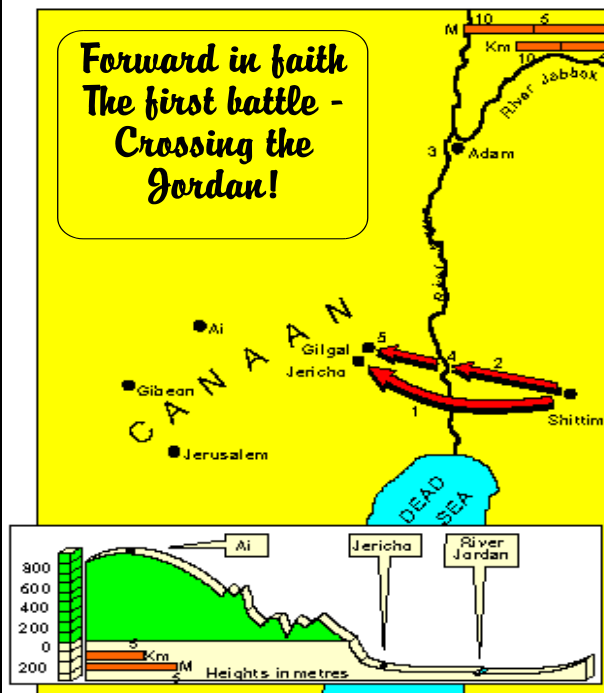 Forward in faith
The first battle -
Crossing the
Jordan!
M 10 5
Km
10
River Jabbok
3 Adam
River
CANAAN
Ai
Gilgal 5
4
2
Jericho
Gibeon
1
Shittim
Jerusalem
DEAD
SEA
Ai
Jericho
River
Jordan
800
600
400
200
0
200
5
Km
M
5
Heights in metres